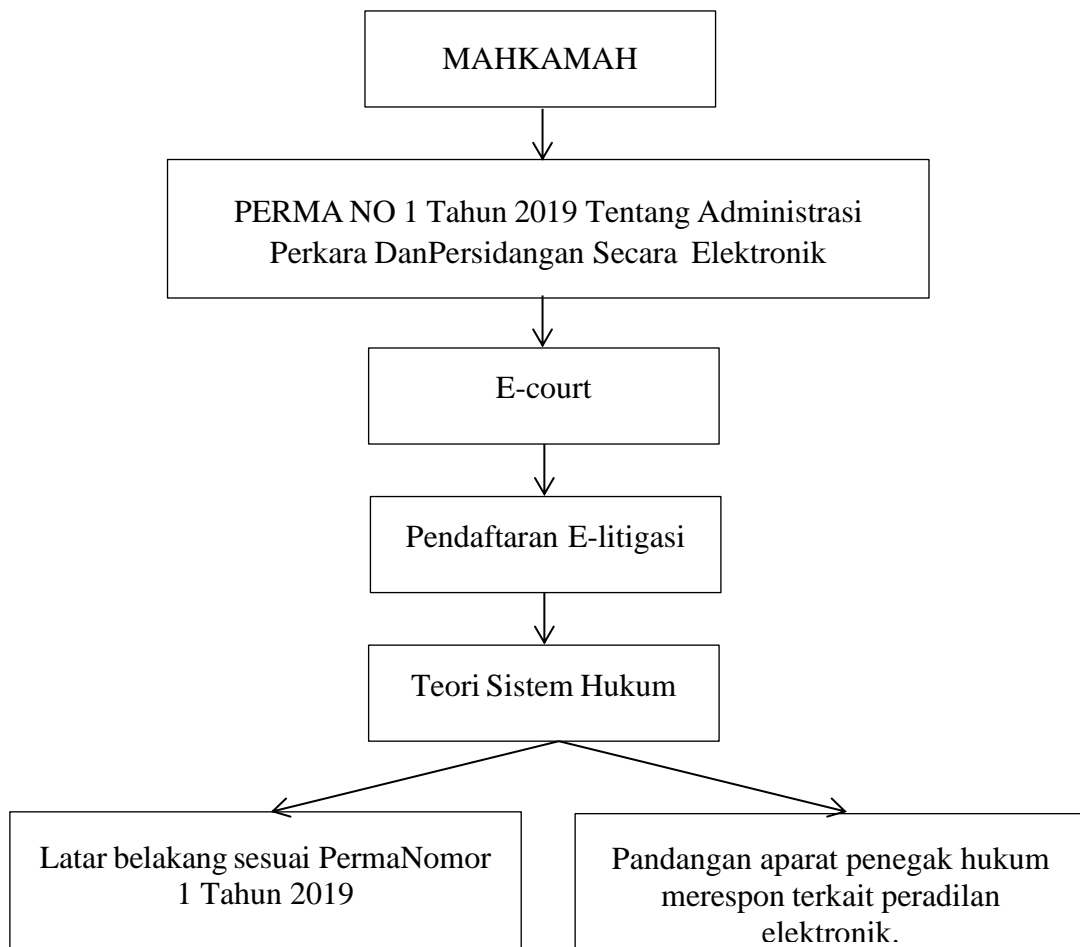 MAHKAMAH
PERMA NO 1 Tahun 2019 Tentang Administrasi
Perkara DanPersidangan Secara Elektronik
E-court
Pendaftaran E-litigasi
Teori Sistem Hukum
Latar belakang sesuai PermaNomor
1 Tahun 2019
Pandangan aparat penegak hukum
merespon terkait peradilan
elektronik.